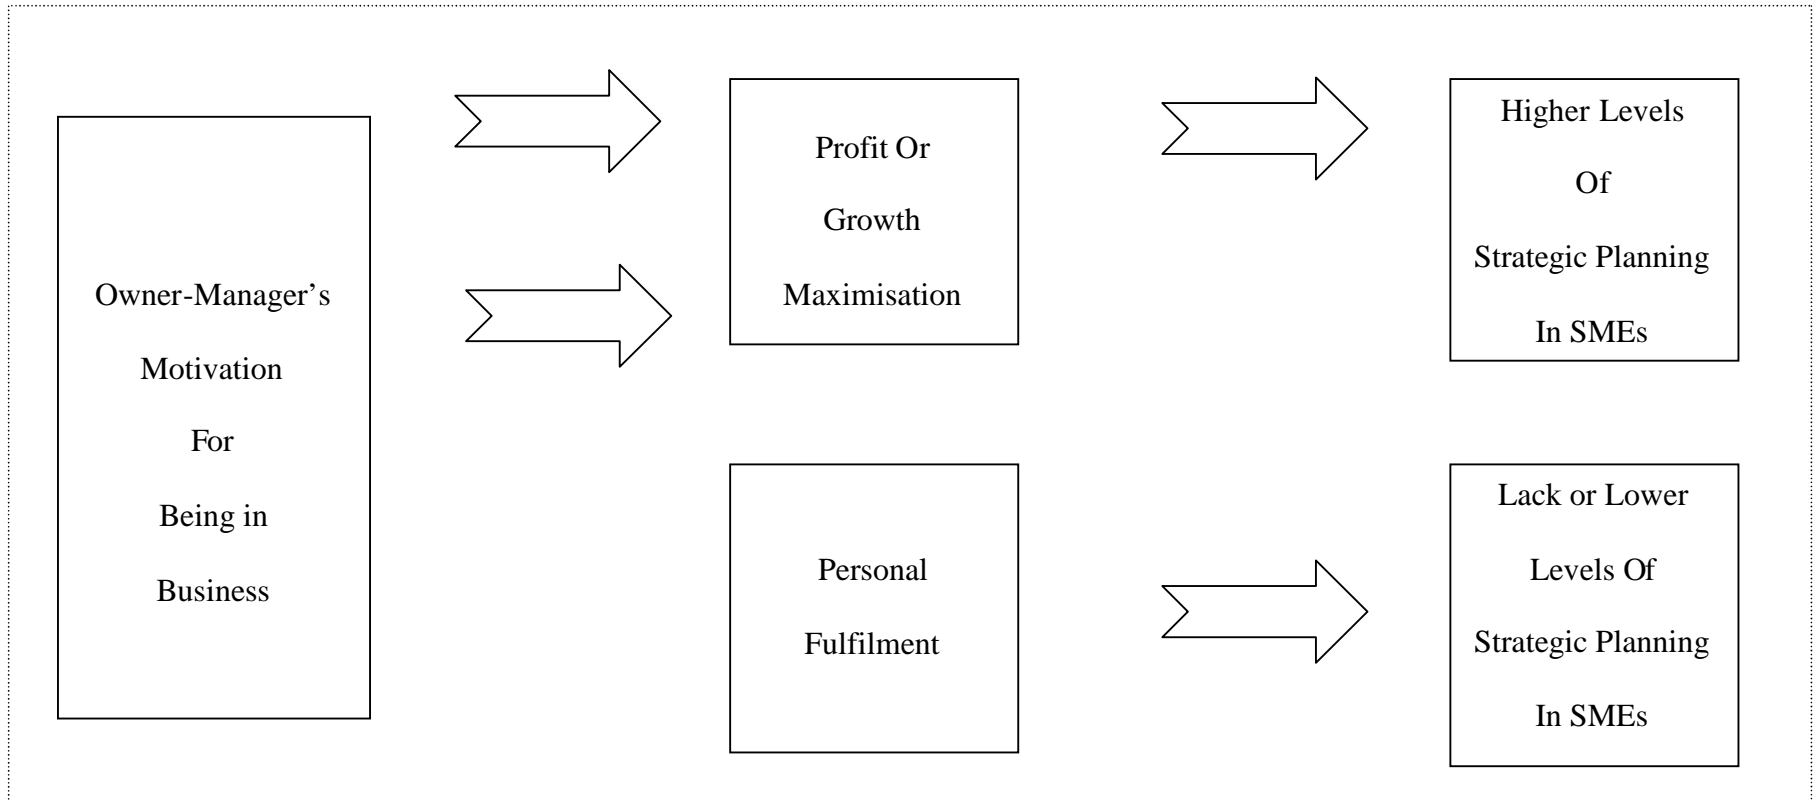 Owner-Manager’s
Motivation
For
Being in
Business
Profit Or
Growth
Maximisation
Personal
Fulfilment
Higher Levels
Of
Strategic Planning
In SMEs
Lack or Lower
Levels Of
Strategic Planning
In SMEs